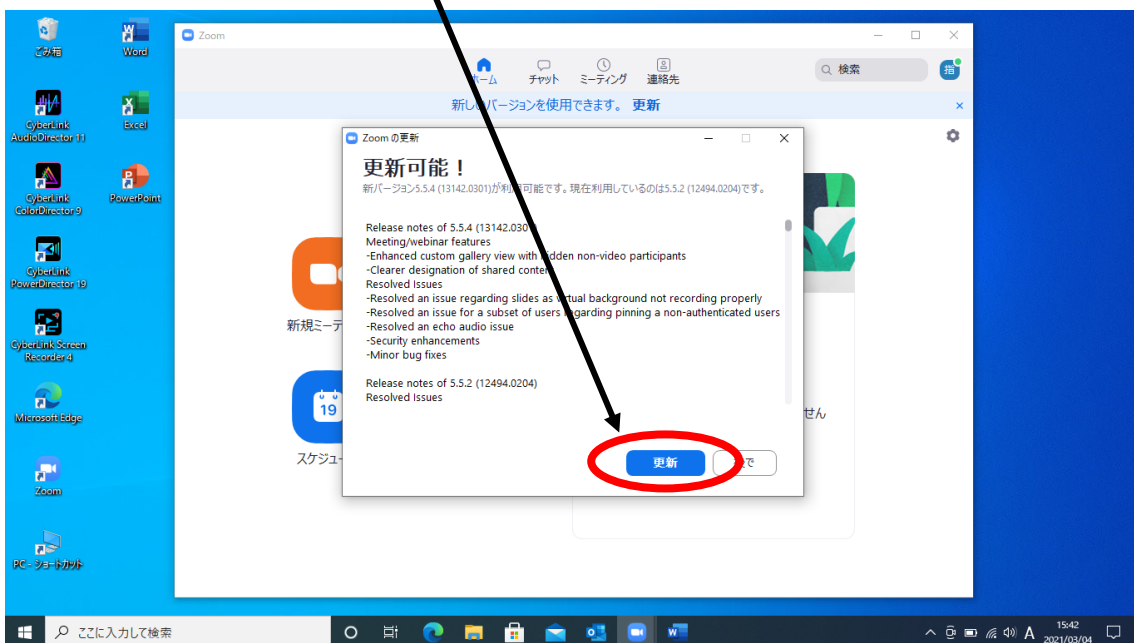 ごみ箱
Word
CyberLink
AudioDirector 11
Excel
CyberLink
ColorDirector 9
PowerPoint
CyberLink
PowerDirector 19
CyberLink Screen
Recorder 4
Microsoft Edge
Zoom
PC - ショートカット
Zoom
ホーム
チャット
ミーティング
連絡先
検索
指
新しいバージョンを使用できます。 更新
Zoom の更新
更新可能！
新バージョン5.5.4 (13142.0301)が利用可能です。現在利用しているのは5.5.2 (12494.0204)です。
Release notes of 5.5.4 (13142.0301)
Meeting/webinar features
-Enhanced custom gallery view with hidden non-video participants
-Clearer designation of shared content
Resolved Issues
-Resolved an issue regarding slides as virtual background not recording properly
-Resolved an issue for a subset of users regarding pinning a non-authenticated users
-Resolved an echo audio issue
-Security enhancements
-Minor bug fixes
Release notes of 5.5.2 (12494.0204)
Resolved Issues
更新
後で
新規ミーテ
19
スケジュー
せん
ここに入力して検索
A
15:42
2021/03/04